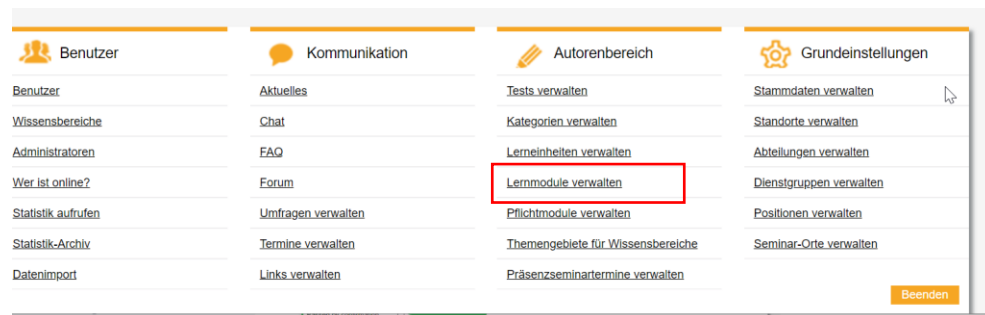 Benutzer
Benutzer
Wissensbereiche
Administratoren
Wer ist online?
Statistik aufrufen
Statistik-Archiv
Datenimport
Kommunikation
Aktuelles
Chat
FAQ
Forum
Umfragen verwalten
Termine verwalten
Links verwalten
Autorenbereich
Tests verwalten
Kategorien verwalten
Lerneinheiten verwalten
Lernmodule verwalten
Pflichtmodule verwalten
Themengebiete für Wissensbereiche
Präsenzseminartermine verwalten
Grundeinstellungen
Stammdaten verwalten
Standorte verwalten
Abteilungen verwalten
Dienstgruppen verwalten
Positionen verwalten
Seminar-Orte verwalten
Beenden